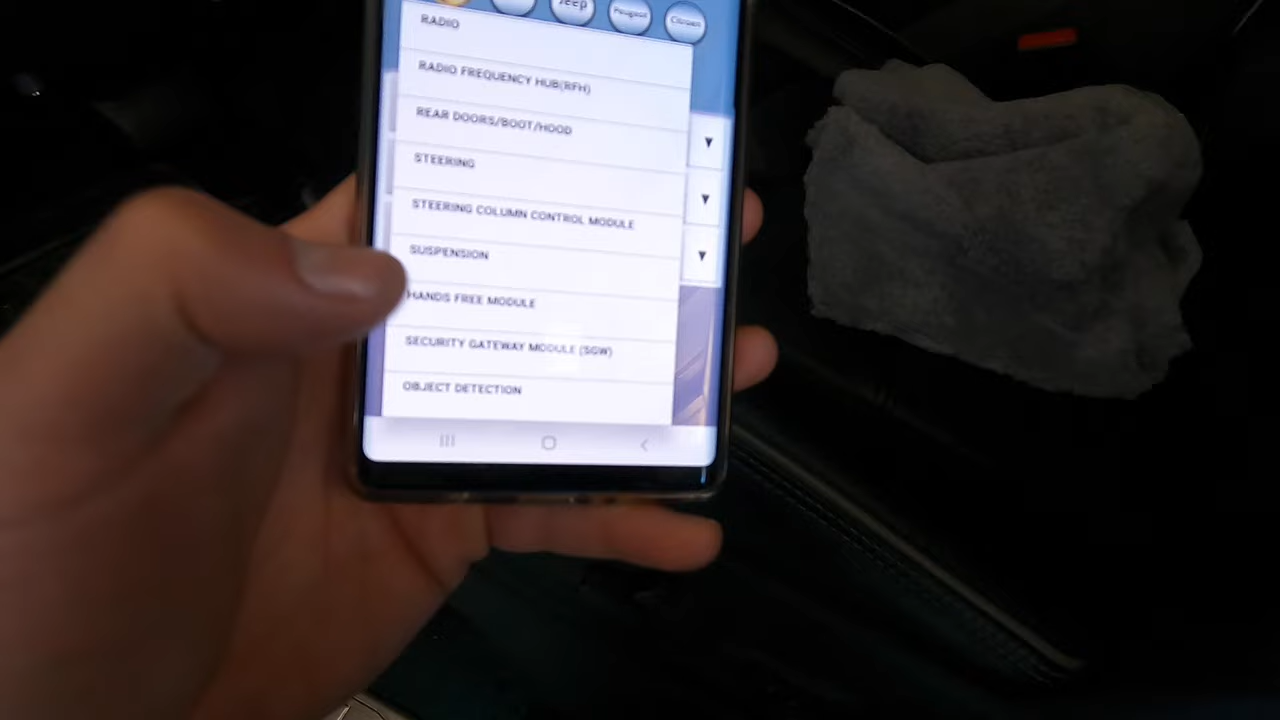 Jeep
Peugeot
Citroen
RADIO
RADIO FREQUENCY HUB(RFH)
REAR DOORS/BOOT/HOOD
STEERING
STEERING COLUMN CONTROL MODULE
SUSPENSION
HANDS FREE MODULE
SECURITY GATEWAY MODULE (SGW)
OBJECT DETECTION